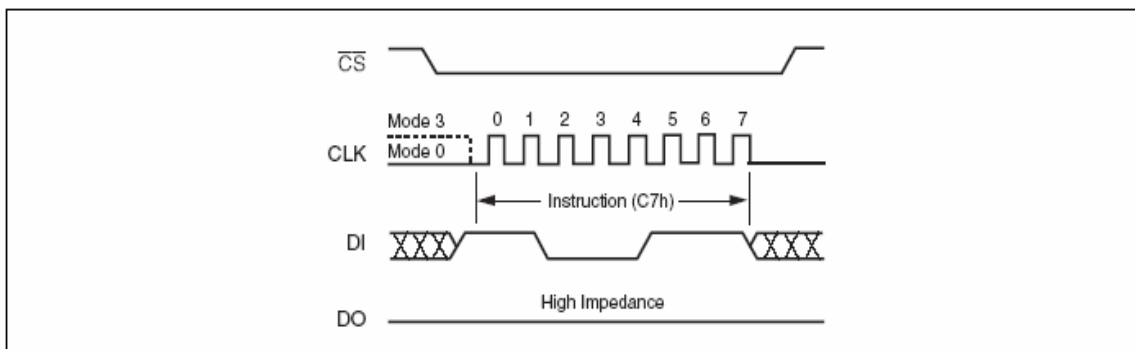 CS
Mode 3
0 1 2 3 4 5 6 7
CLK
Mode 0
Instruction (C7h)
DI
High Impedance
DO